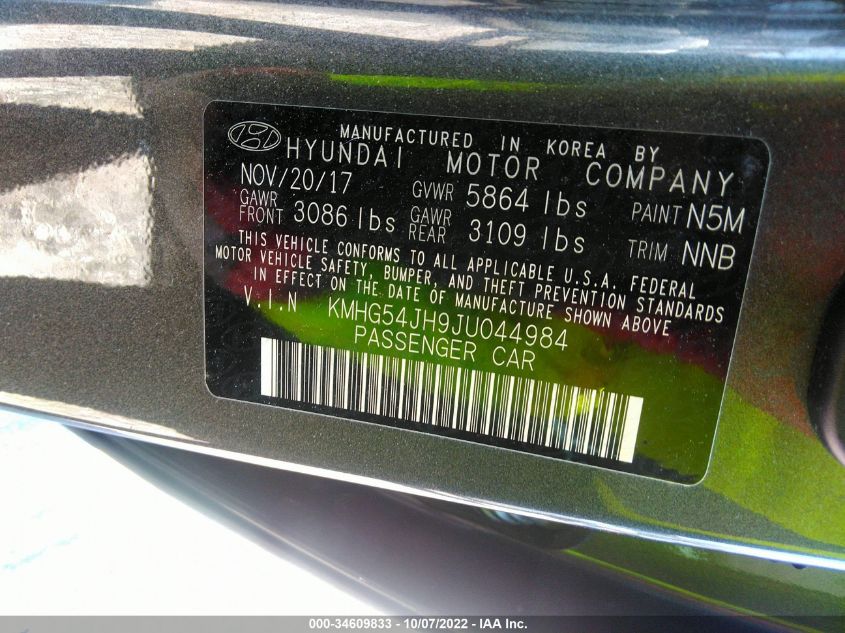 MANUFACTURED IN KOREA BY
HYUNDAI MOTOR COMPANY
NOV/20/17 GVWR 5864 lbs PAINT N5M
GAWR FRONT 3086 lbs GAWR REAR 3109 lbs TRIM NNB
THIS VEHICLE CONFORMS TO ALL APPLICABLE U.S.A. FEDERAL
MOTOR VEHICLE SAFETY, BUMPER, AND THEFT PREVENTION STANDARDS
IN EFFECT ON THE DATE OF MANUFACTURE SHOWN ABOVE
V.I.N KMHG54JH9JU044984
PASSENGER CAR
000-34609833 - 10/07/2022 - IAA Inc.